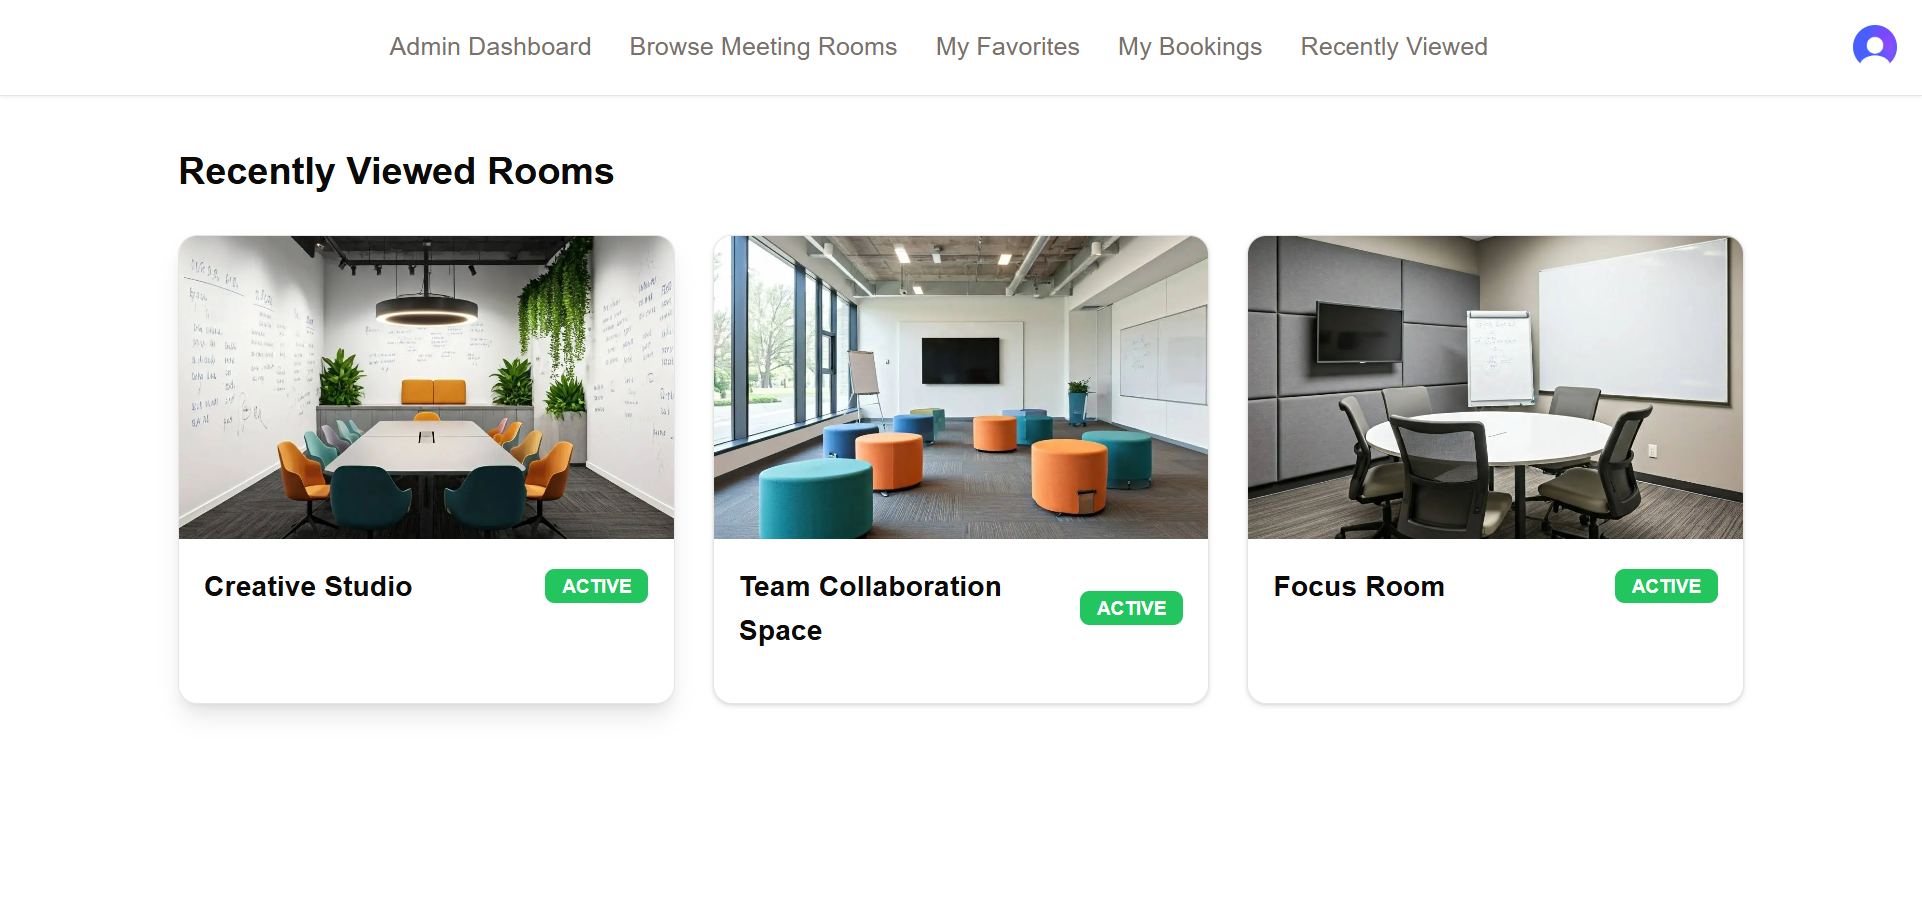 Admin Dashboard Browse Meeting Rooms My Favorites My Bookings Recently Viewed
Recently Viewed Rooms
Creative Studio ACTIVE
Team Collaboration
Space ACTIVE
Focus Room ACTIVE